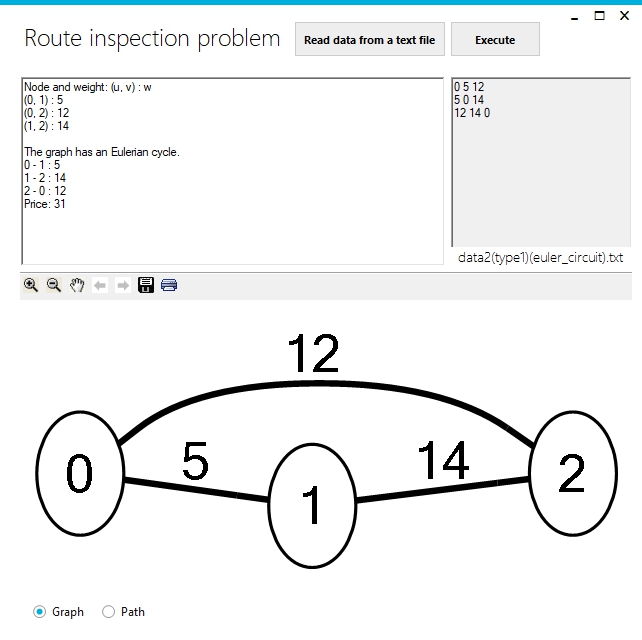 Route inspection problem
Read data from a text file
Execute
Node and weight: (u, v) : w
(0, 1) : 5
(0, 2) : 12
(1, 2) : 14
The graph has an Eulerian cycle.
0 - 1 : 5
1 - 2 : 14
2 - 0 : 12
Price: 31
0 5 12
5 0 14
12 14 0
data2(type1)(euler_circuit).txt
12
5
14
0
1
2
Graph
Path